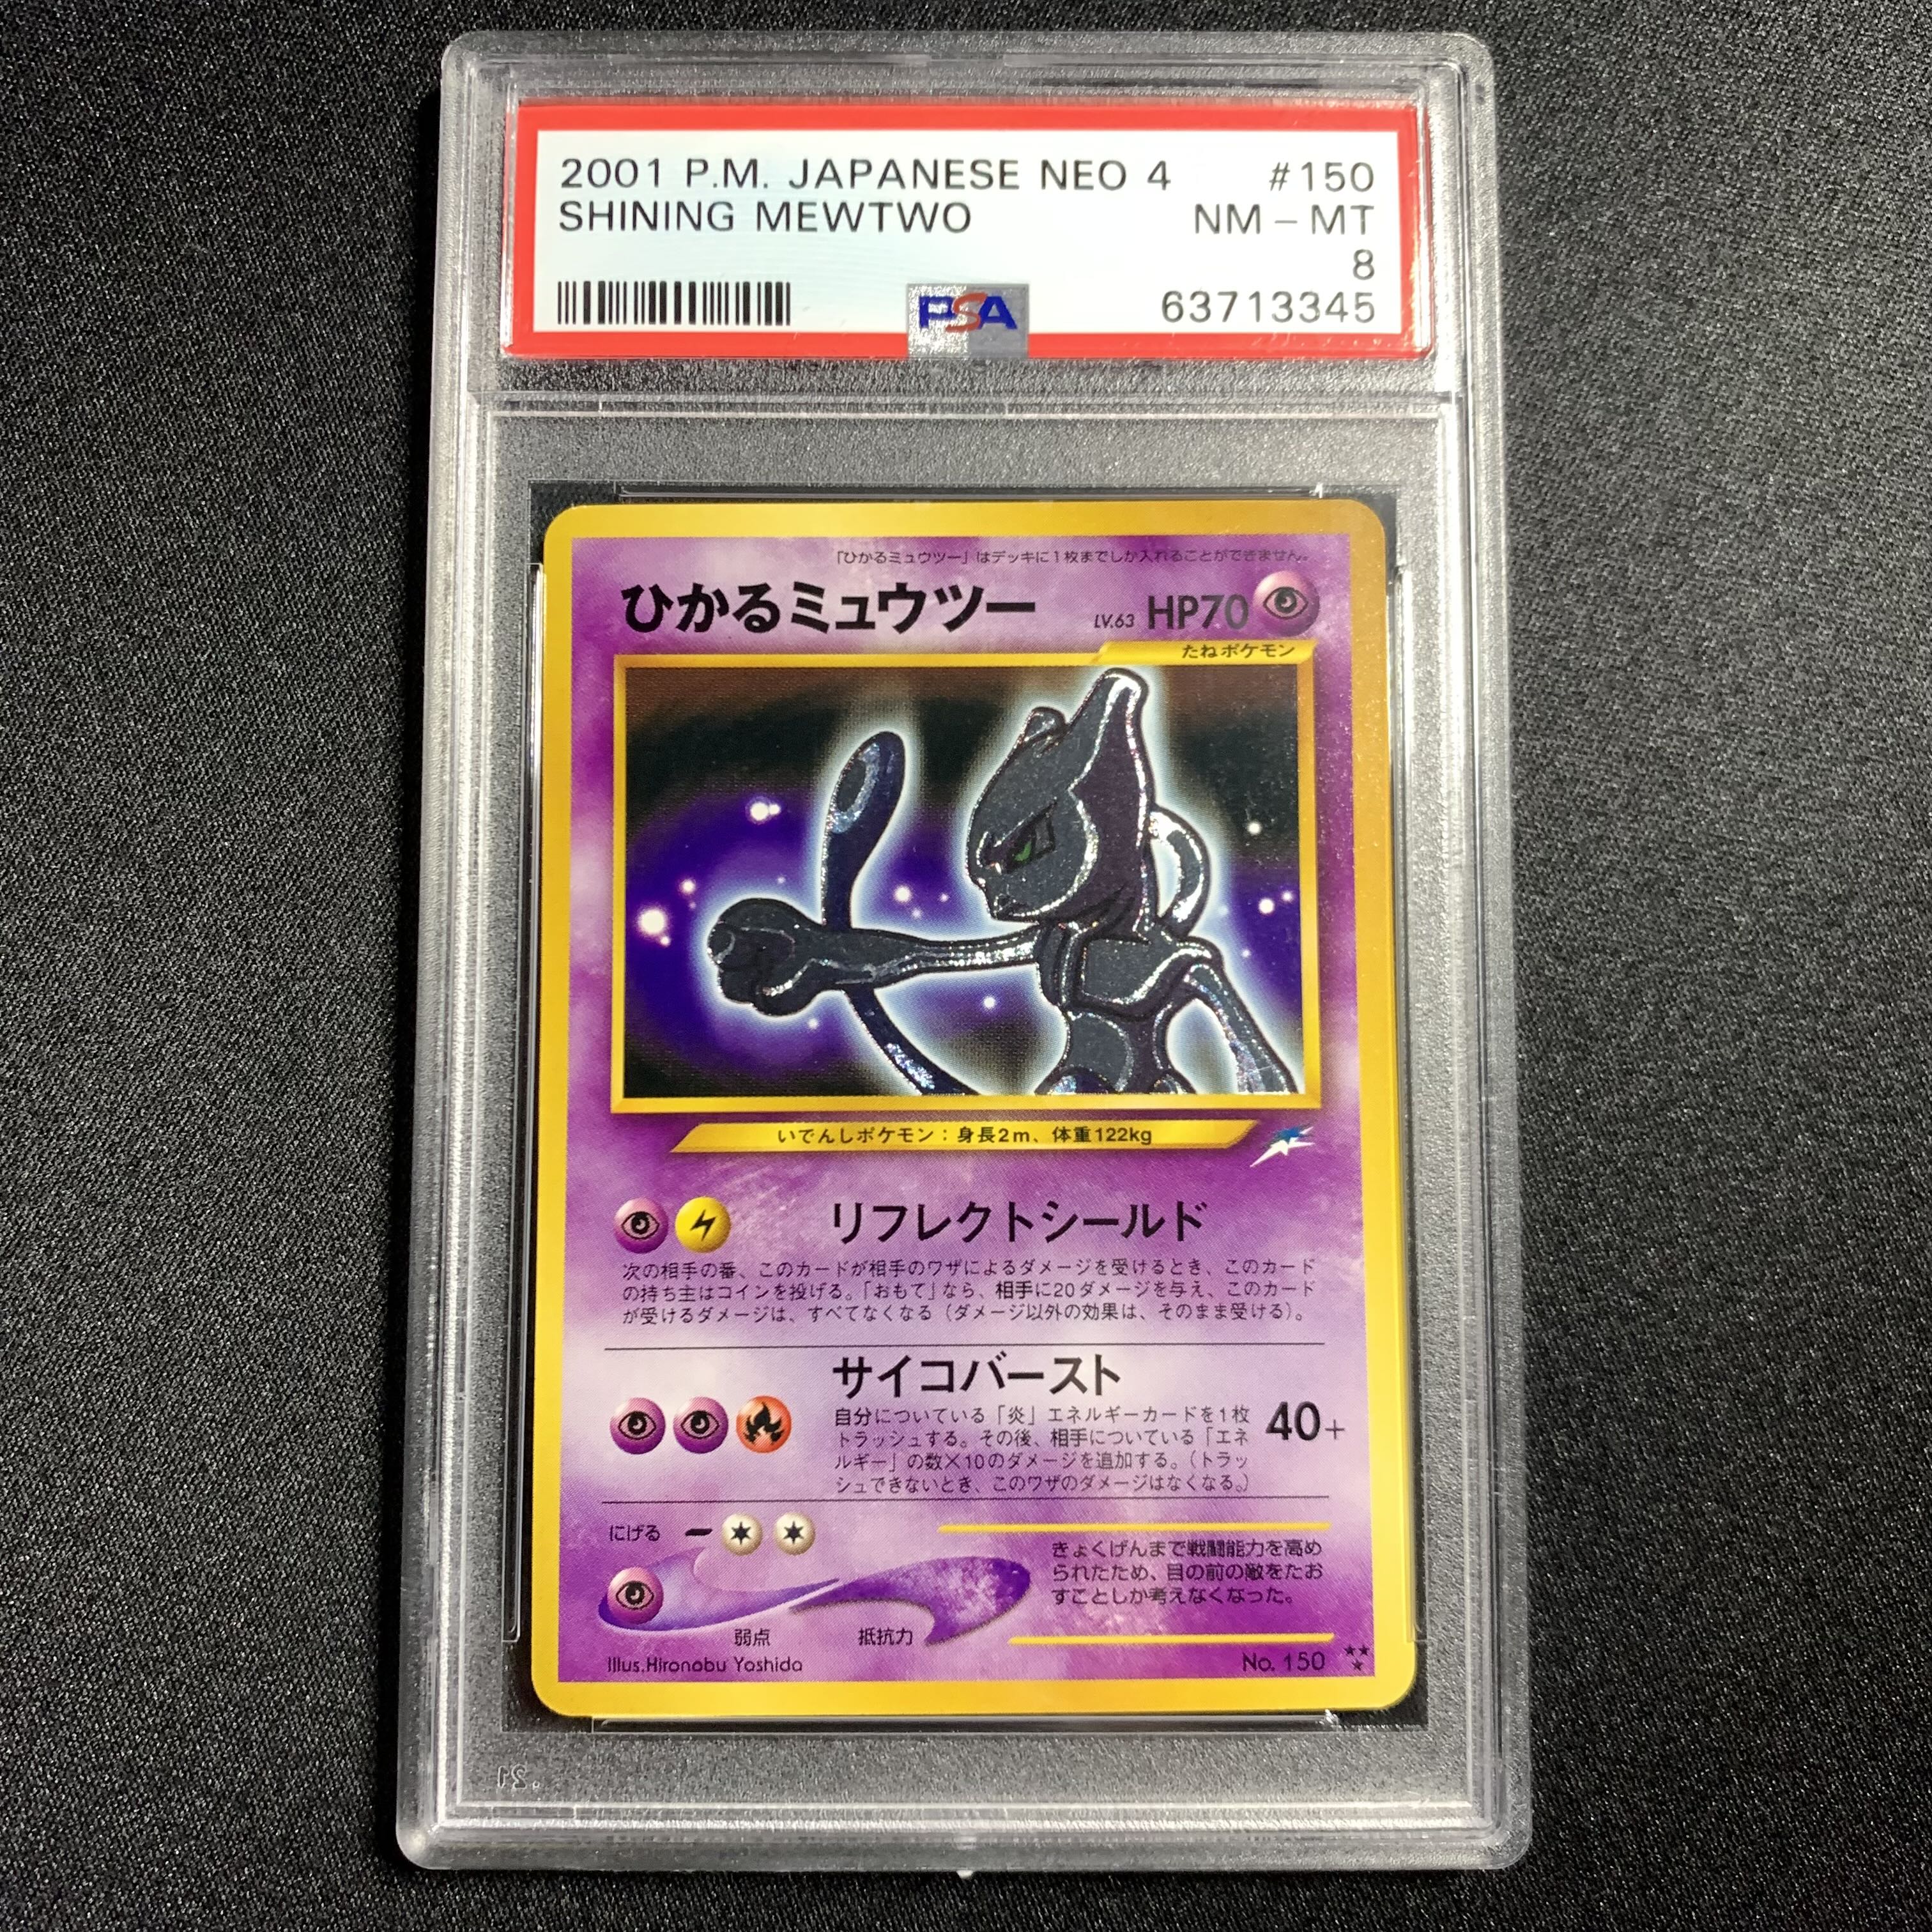 2001 P.M. JAPANESE NEO 4 #150
SHINING MEWTWO NM - MT
8
PSA 63713345
「ひかるミュウツー」はデッキに1枚までしか入れることができません。
ひかるミュウツー LV.63 HP70
たねポケモン
いでんしポケモン：身長2m、体重122kg
リフレクトシールド
次の相手の番、このカードが相手のワザによるダメージを受けるとき、このカード
の持ち主はコインを投げる。「おもて」なら、相手に20ダメージを与え、このカード
が受けるダメージは、すべてなくなる（ダメージ以外の効果は、そのまま受ける）。
サイコバースト
自分についている「炎」エネルギーカードを1枚
トラッシュする。その後、相手についている「エネ
ルギー」の数×10のダメージを追加する。（トラッ
シュできないとき、このワザのダメージはなくなる。）
40+
にげる
弱点 抵抗力
きょくげんまで戦闘能力を高め
られたため、目の前の敵をたお
すことしか考えなくなった。
Illus.Hironobu Yoshida No. 150